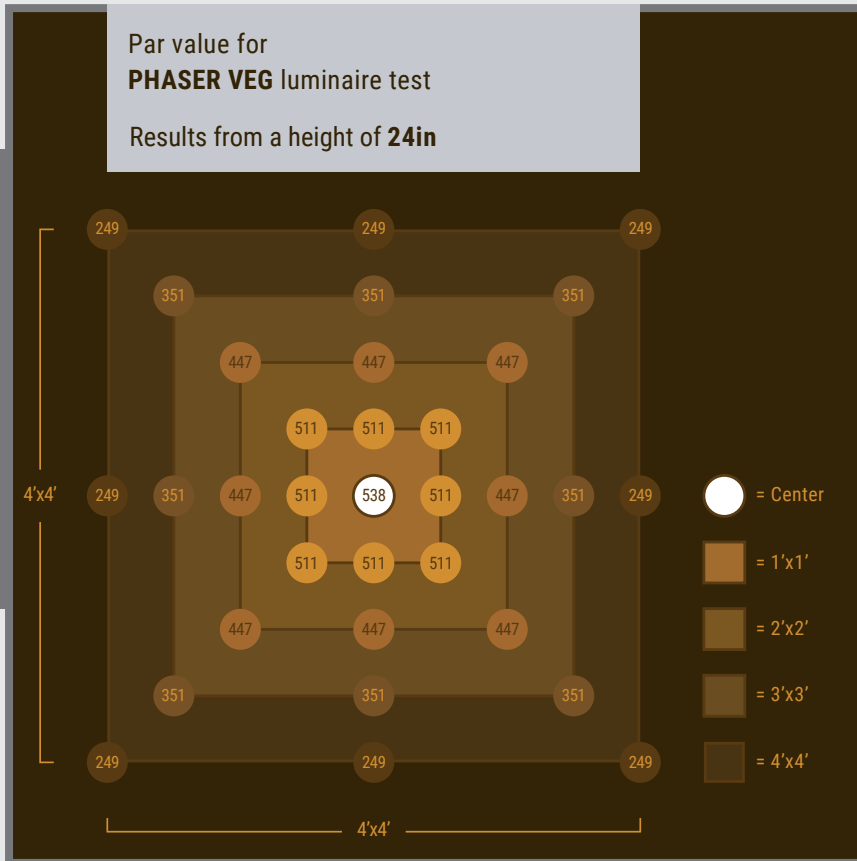 Par value for
PHASER VEG luminaire test
Results from a height of 24in
249 249 249
351 351 351
447 447 447
511 511 511
4’x4’ 249 351 447 511 538 511 447 351 249 = Center
511 511 511 = 1’x1’
447 447 447 = 2’x2’
351 351 351 = 3’x3’
249 249 249 = 4’x4’
4’x4’